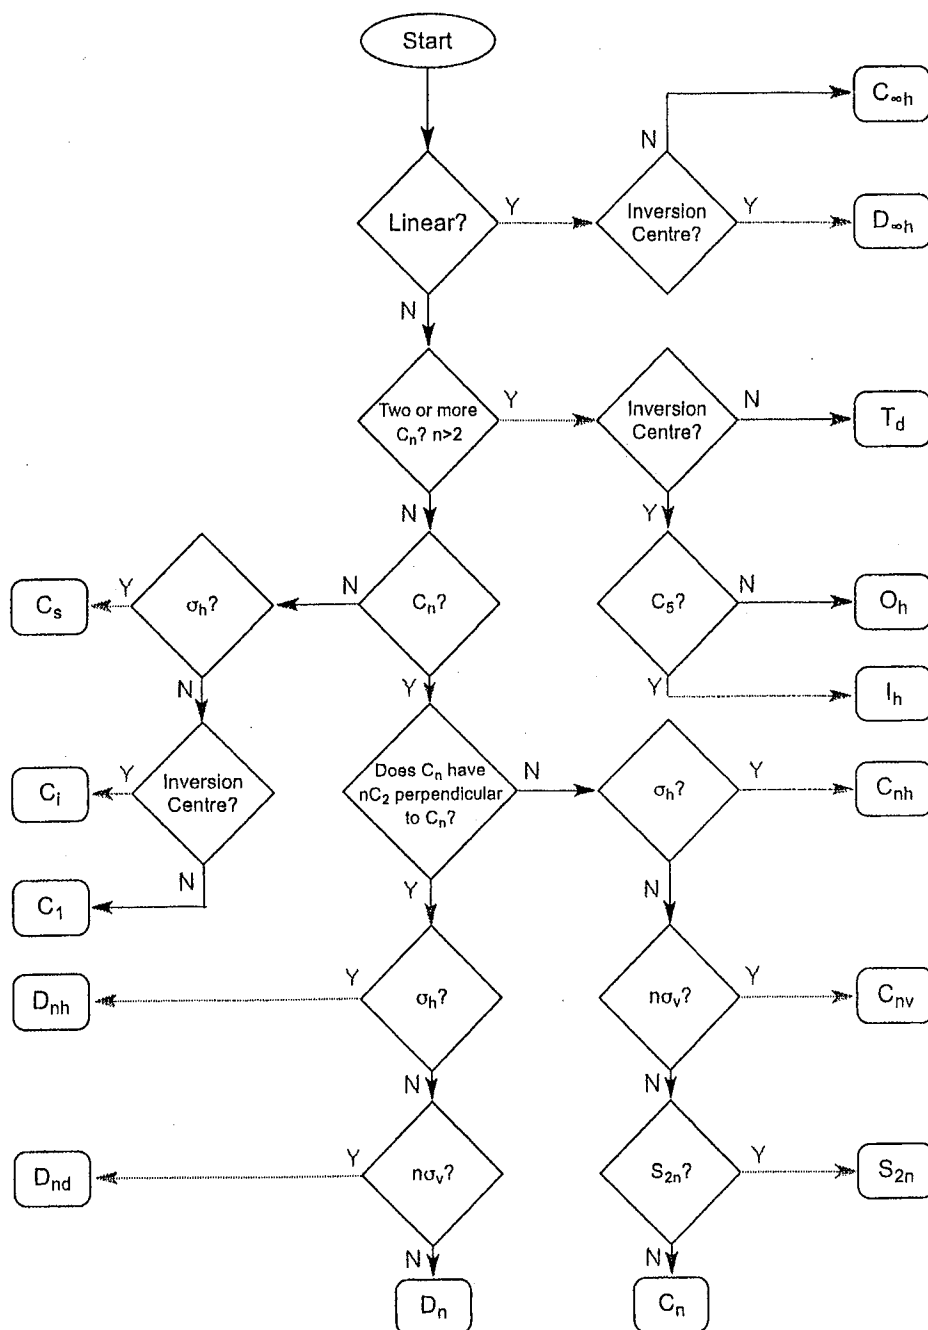 Start
N
C∞h
Linear?
Y
Inversion
Centre?
Y
D∞h
N
Two or more
Cn? n>2
Y
Inversion
Centre?
N
Td
N
Y
Cs
Y
σh?
N
Cn?
C5?
N
Oh
N
Y
Y
Ih
Ci
Y
Inversion
Centre?
Does Cn have
nC2 perpendicular
to Cn?
N
σh?
Y
Cnh
N
C1
Y
N
Dnh
Y
σh?
nσv?
Y
Cnv
N
N
Dnd
Y
nσv?
S2n?
Y
S2n
N
N
Dn
Cn